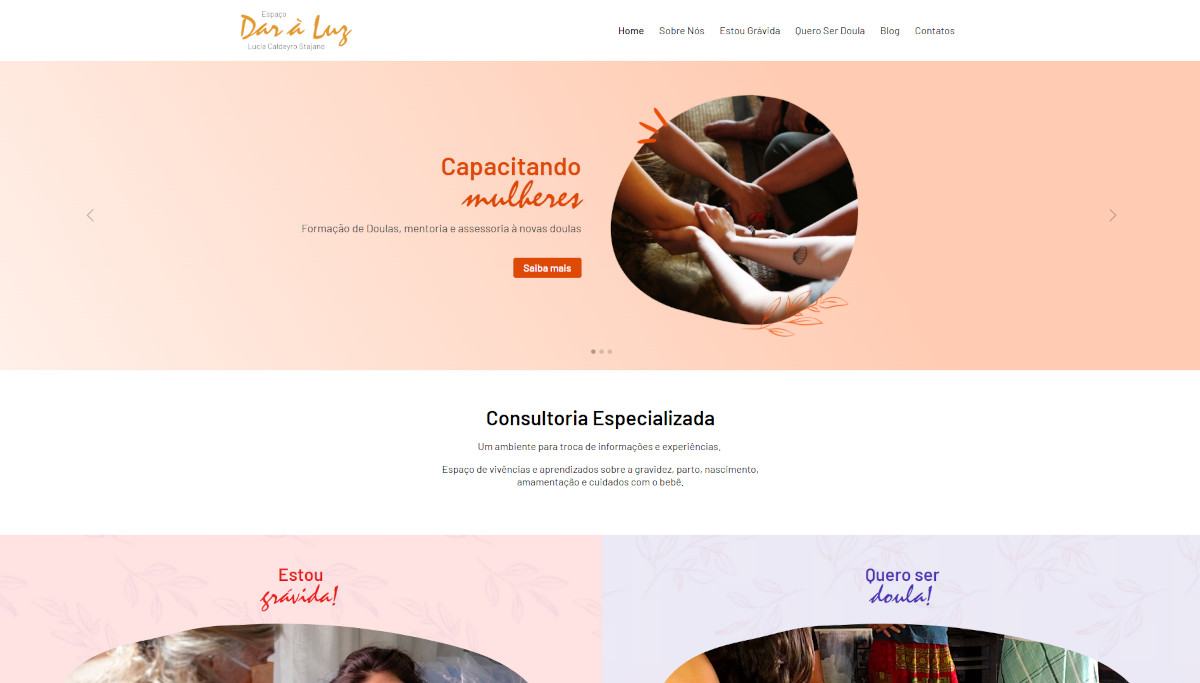 Espaço
Dar à Luz
Lucía Caldeyro Stajano
Home Sobre Nós Estou Grávida Quero Ser Doula Blog Contatos
Capacitando
mulheres
Formação de Doulas, mentoria e assessoria à novas doulas
Saiba mais
Consultoria Especializada
Um ambiente para troca de informações e experiências.
Espaço de vivências e aprendizados sobre a gravidez, parto, nascimento,
amamentação e cuidados com o bebê.
Estou
grávida!
Quero ser
doula!